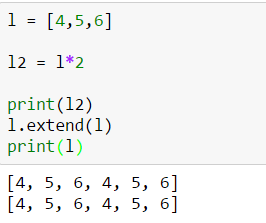 l = [4,5,6]
l2 = l*2
print(l2)
l.extend(l)
print(l)
[4, 5, 6, 4, 5, 6]
[4, 5, 6, 4, 5, 6]